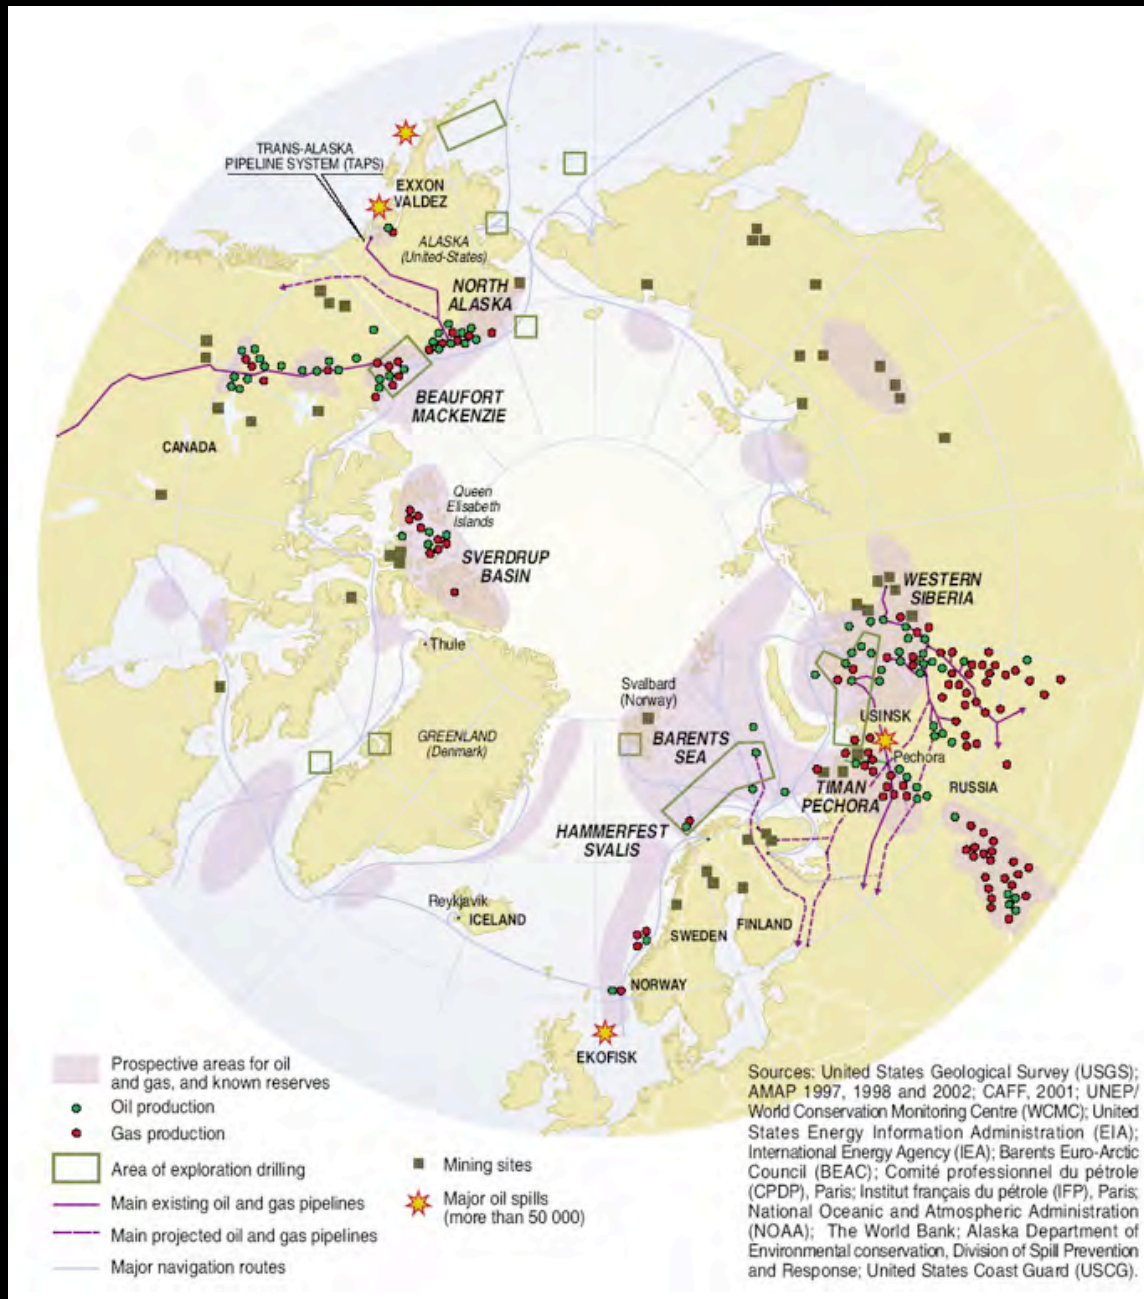 TRANS-ALASKA
PIPELINE SYSTEM (TAPS)
EXXON
VALDEZ
ALASKA
(United-States)
NORTH
ALASKA
BEAUFORT
MACKENZIE
CANADA
Queen
Elisabeth
Islands
SVERDRUP
BASIN
WESTERN
SIBERIA
Thule
Svalbard
(Norway)
USINSK
GREENLAND
(Denmark)
BARENTS
SEA
Pechora
TIMAN
PECHORA
RUSSIA
HAMMERFEST
SVALIS
Reykjavik
ICELAND
SWEDEN
FINLAND
NORWAY
EKOFISK
Prospective areas for oil
and gas, and known reserves
Oil production
Gas production
Area of exploration drilling
Main existing oil and gas pipelines
Main projected oil and gas pipelines
Major navigation routes
Mining sites
Major oil spills
(more than 50 000)
Sources: United States Geological Survey (USGS);
AMAP 1997, 1998 and 2002; CAFF, 2001; UNEP/
World Conservation Monitoring Centre (WCMC); United
States Energy Information Administration (EIA);
International Energy Agency (IEA); Barents Euro-Arctic
Council (BEAC); Comité professionnel du pétrole
(CPDP), Paris; Institut français du pétrole (IFP), Paris;
National Oceanic and Atmospheric Administration
(NOAA); The World Bank; Alaska Department of
Environmental conservation, Division of Spill Prevention
and Response; United States Coast Guard (USCG).